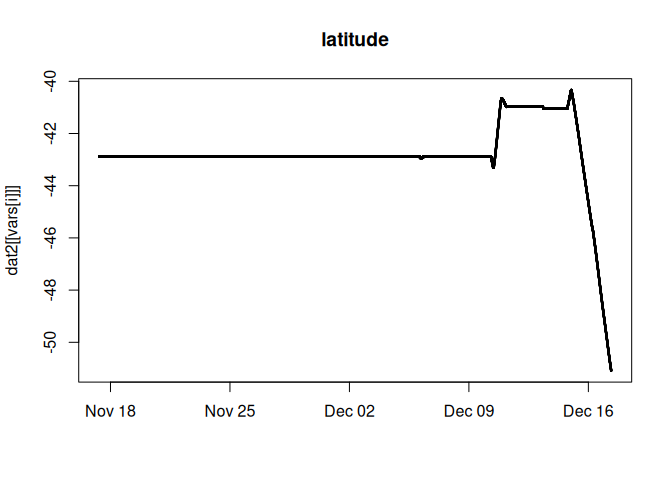 latitude
dat2[[vars[i]]]
-40
-42
-44
-46
-48
-50
Nov 18
Nov 25
Dec 02
Dec 09
Dec 16